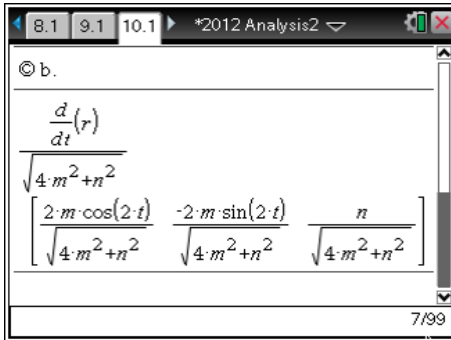 8.1 9.1 10.1 *2012 Analysis2
© b.
d/dt(r)/√(4·m²+n²)
[2·m·cos(2·t)/√(4·m²+n²) -2·m·sin(2·t)/√(4·m²+n²) n/√(4·m²+n²)]
7/99